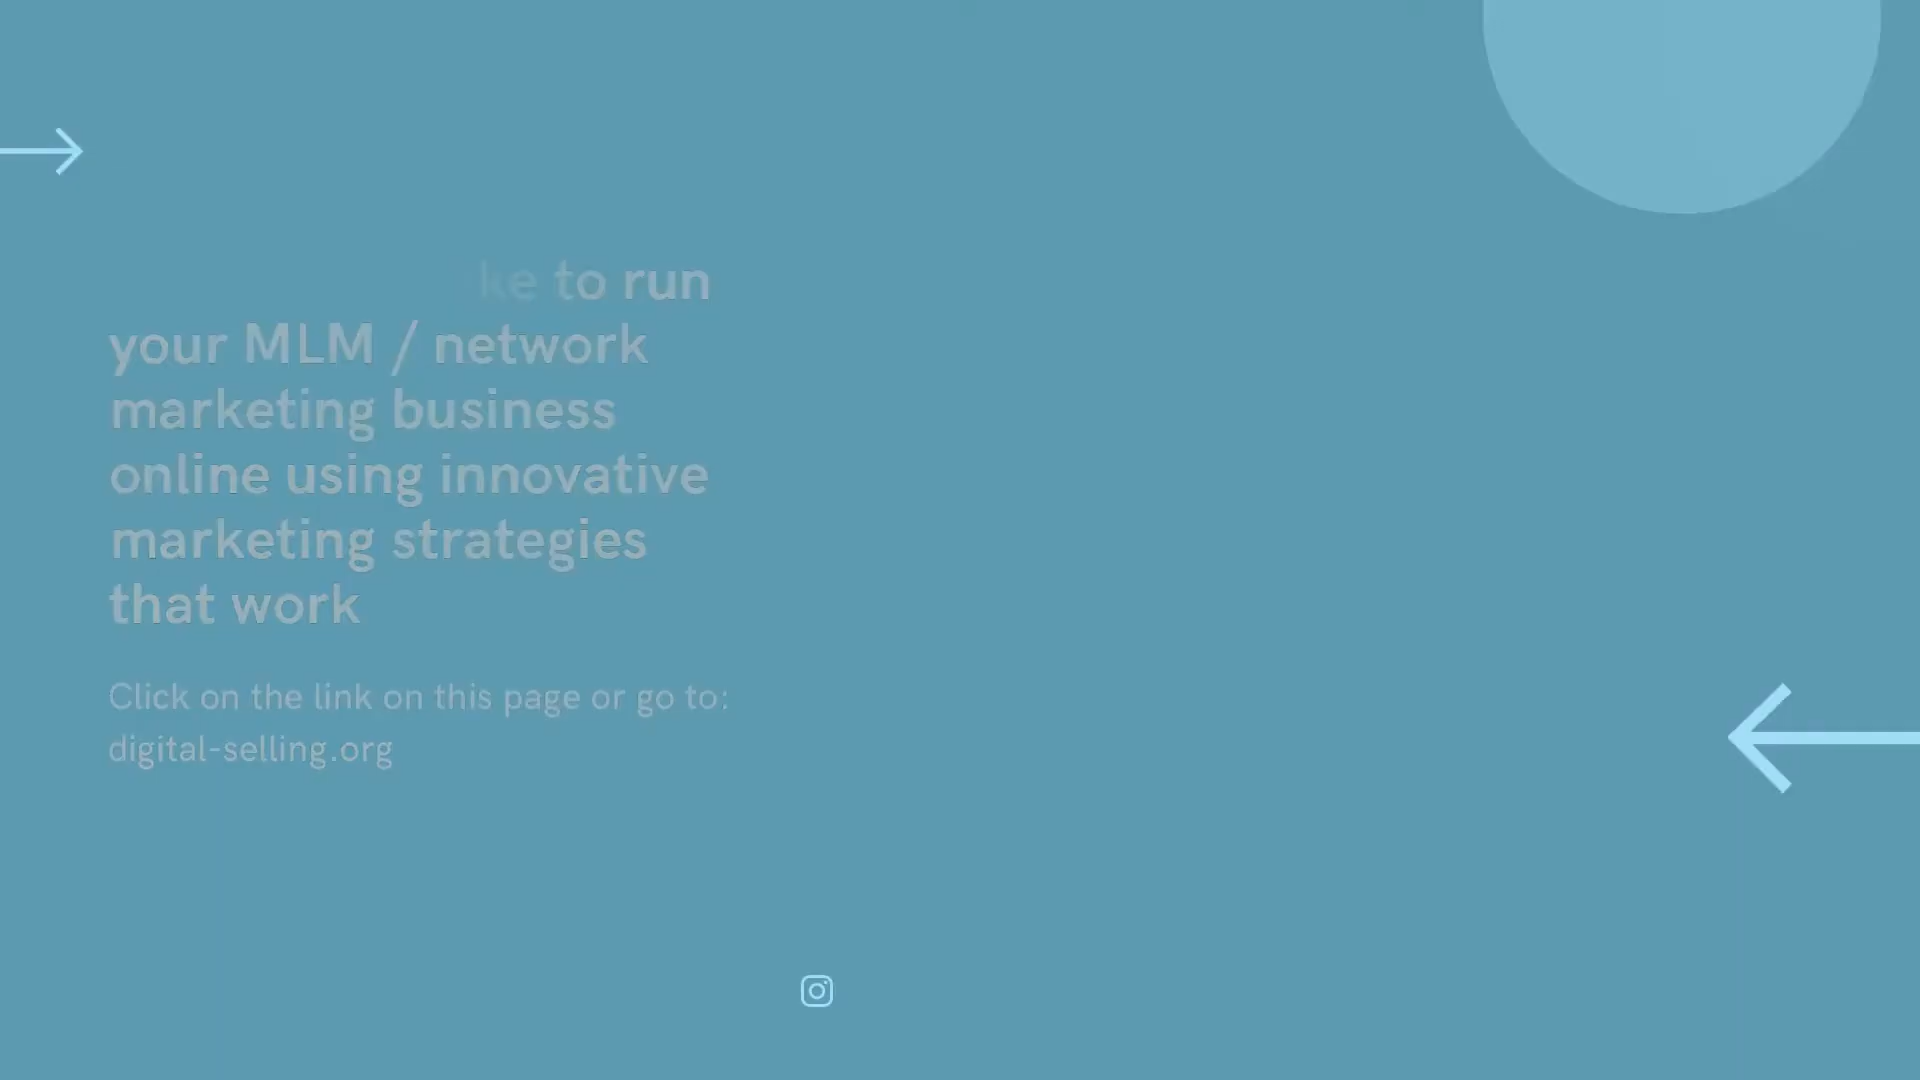 to run
your MLM / network
marketing business
online using innovative
marketing strategies
that work
Click on the link on this page or go to:
digital-selling.org